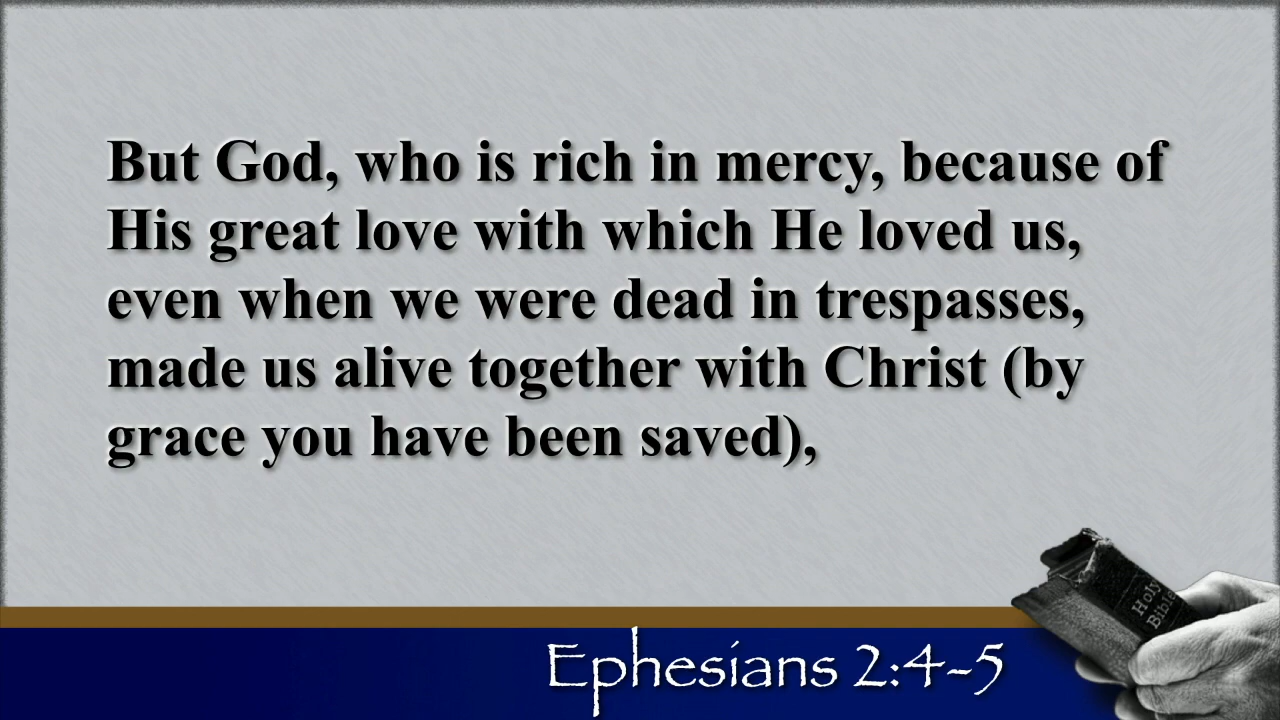 But God, who is rich in mercy, because of
His great love with which He loved us,
even when we were dead in trespasses,
made us alive together with Christ (by
grace you have been saved),
Holy
Bible
Ephesians 2:4-5